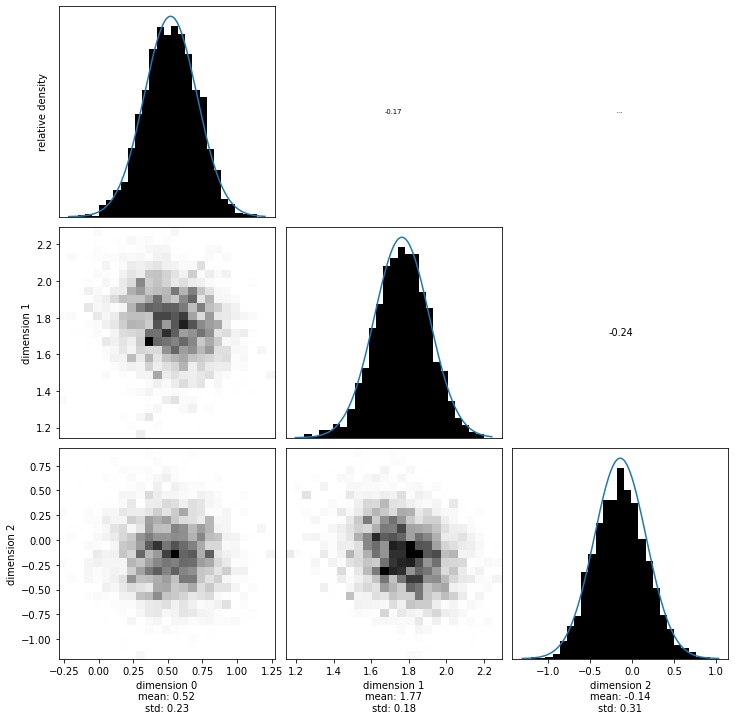 relative density
-0.17
...
dimension 1
2.2
2.0
1.8
1.6
1.4
1.2
-0.24
dimension 2
0.75
0.50
0.25
0.00
−0.25
−0.50
−0.75
−1.00
−0.25 0.00 0.25 0.50 0.75 1.00 1.25
1.2 1.4 1.6 1.8 2.0 2.2
−1.0 −0.5 0.0 0.5 1.0
dimension 0
mean: 0.52
std: 0.23
dimension 1
mean: 1.77
std: 0.18
dimension 2
mean: -0.14
std: 0.31